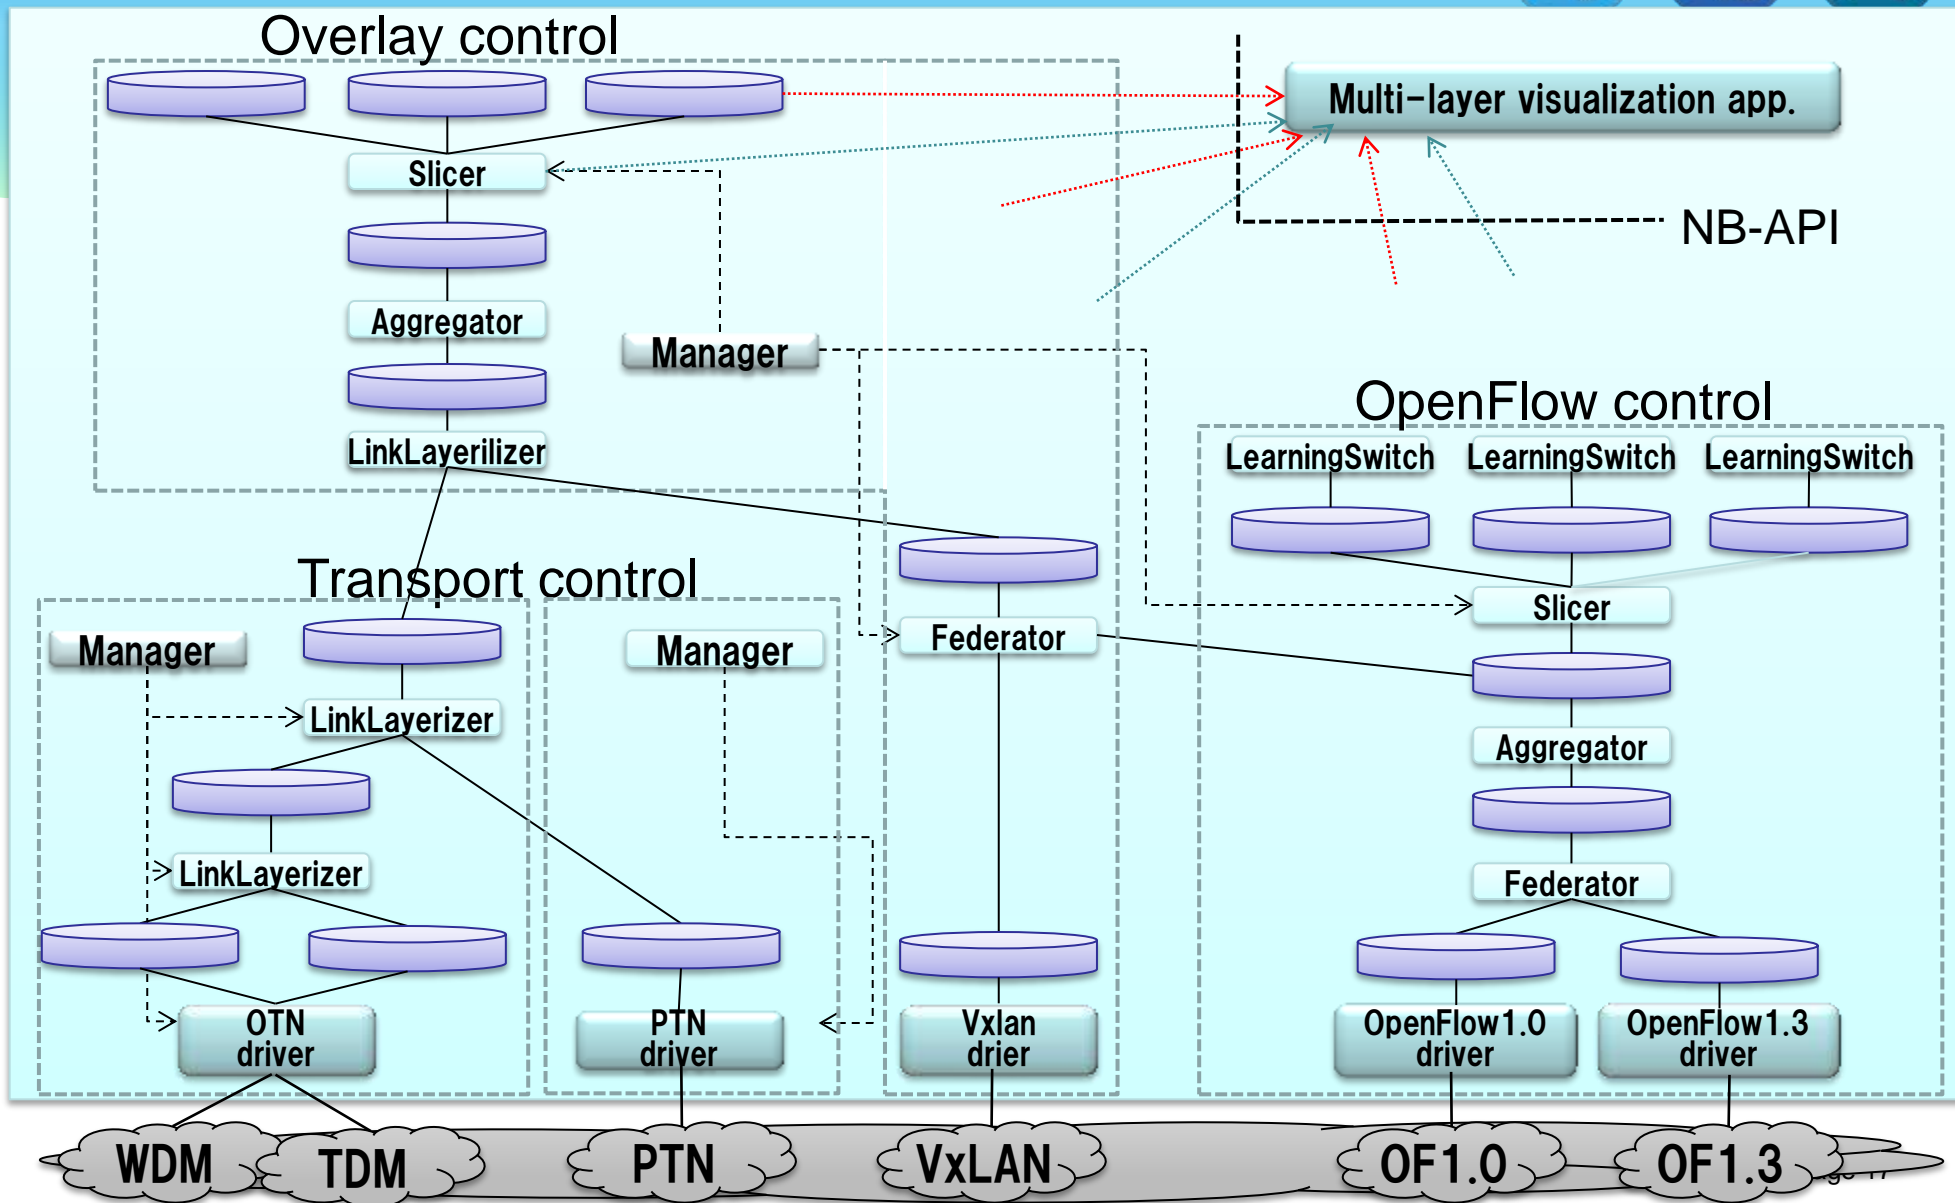 Overlay control
Multi-layer visualization app.
Slicer
NB-API
Aggregator
Manager
OpenFlow control
LinkLayerilizer
LearningSwitch
LearningSwitch
LearningSwitch
Transport control
Slicer
Manager
Manager
Federator
LinkLayerizer
Aggregator
LinkLayerizer
Federator
OTN
driver
PTN
driver
Vxlan
drier
OpenFlow1.0
driver
OpenFlow1.3
driver
WDM
TDM
PTN
VxLAN
OF1.0
OF1.3
17